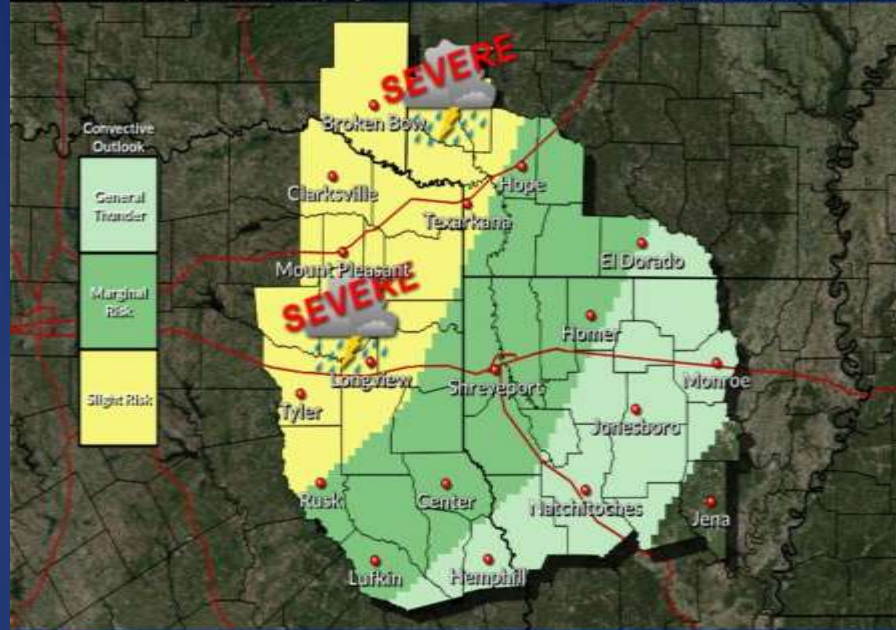 Convective
Outlook
General
Thunder
Marginal
Risk
Slight Risk
SEVERE
Broken Bow
Clarksville
Hope
Texarkana
Mount Pleasant
El Dorado
SEVERE
Homer
Longview
Shreveport
Monroe
Tyler
Jonesboro
Rusk
Center
Natchitoches
Jena
Lufkin
Hemphill